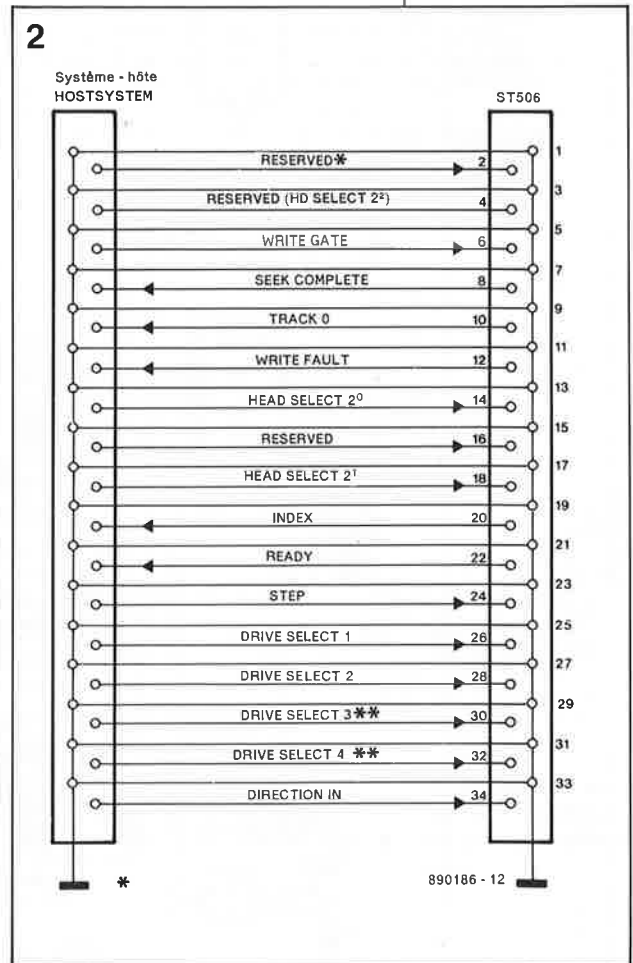 2
Système - hôte
HOSTSYSTEM
ST506
1
RESERVED* 2
3
RESERVED (HD SELECT 2²) 4
5
WRITE GATE 6
7
SEEK COMPLETE 8
9
TRACK 0 10
11
WRITE FAULT 12
13
HEAD SELECT 2⁰ 14
15
RESERVED 16
17
HEAD SELECT 2¹ 18
19
INDEX 20
21
READY 22
23
STEP 24
25
DRIVE SELECT 1 26
27
DRIVE SELECT 2 28
29
DRIVE SELECT 3** 30
31
DRIVE SELECT 4 ** 32
33
DIRECTION IN 34
*
890186 - 12